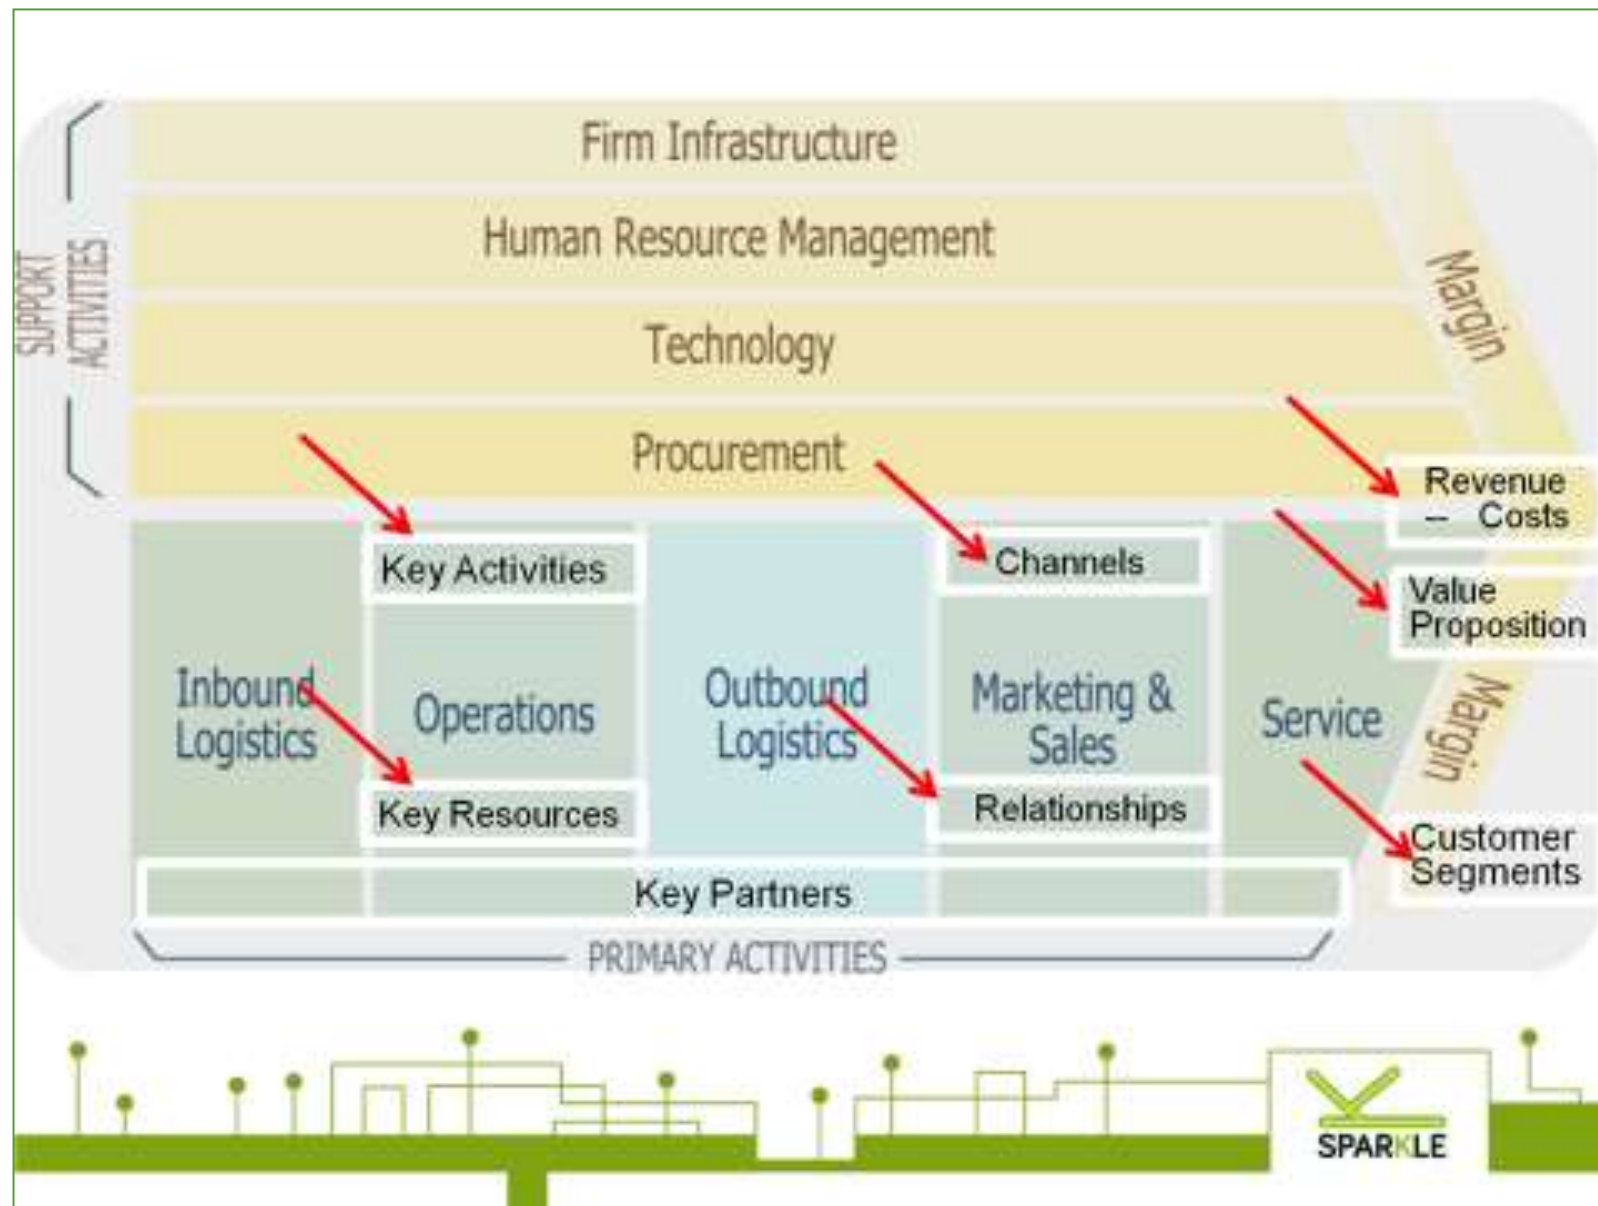 Firm Infrastructure
Human Resource Management
Technology
Procurement
SUPPORT
ACTIVITIES
Margin
Revenue
– Costs
Value
Proposition
Key Activities
Channels
Inbound
Logistics
Operations
Outbound
Logistics
Marketing &
Sales
Service
Margin
Key Resources
Relationships
Customer
Segments
Key Partners
PRIMARY ACTIVITIES
SPARKLE